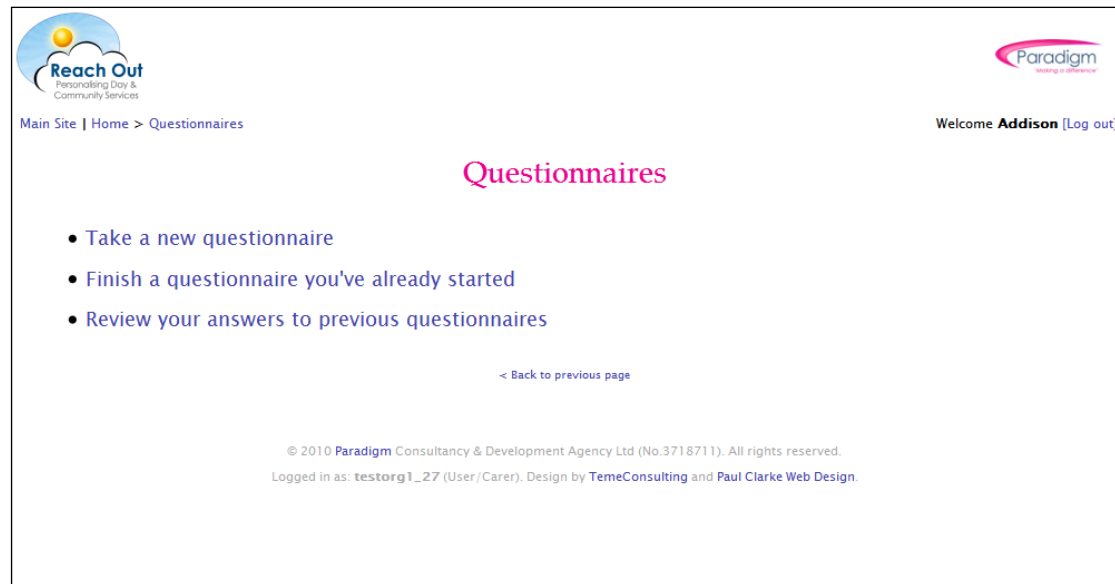 Reach Out
Personalising Day &
Community Services
Paradigm
"Making a difference"
Main Site | Home > Questionnaires
Welcome Addison [Log out]
Questionnaires
• Take a new questionnaire
• Finish a questionnaire you've already started
• Review your answers to previous questionnaires
< Back to previous page
© 2010 Paradigm Consultancy & Development Agency Ltd (No.3718711). All rights reserved.
Logged in as: testorg1_27 (User/Carer). Design by TemeConsulting and Paul Clarke Web Design.